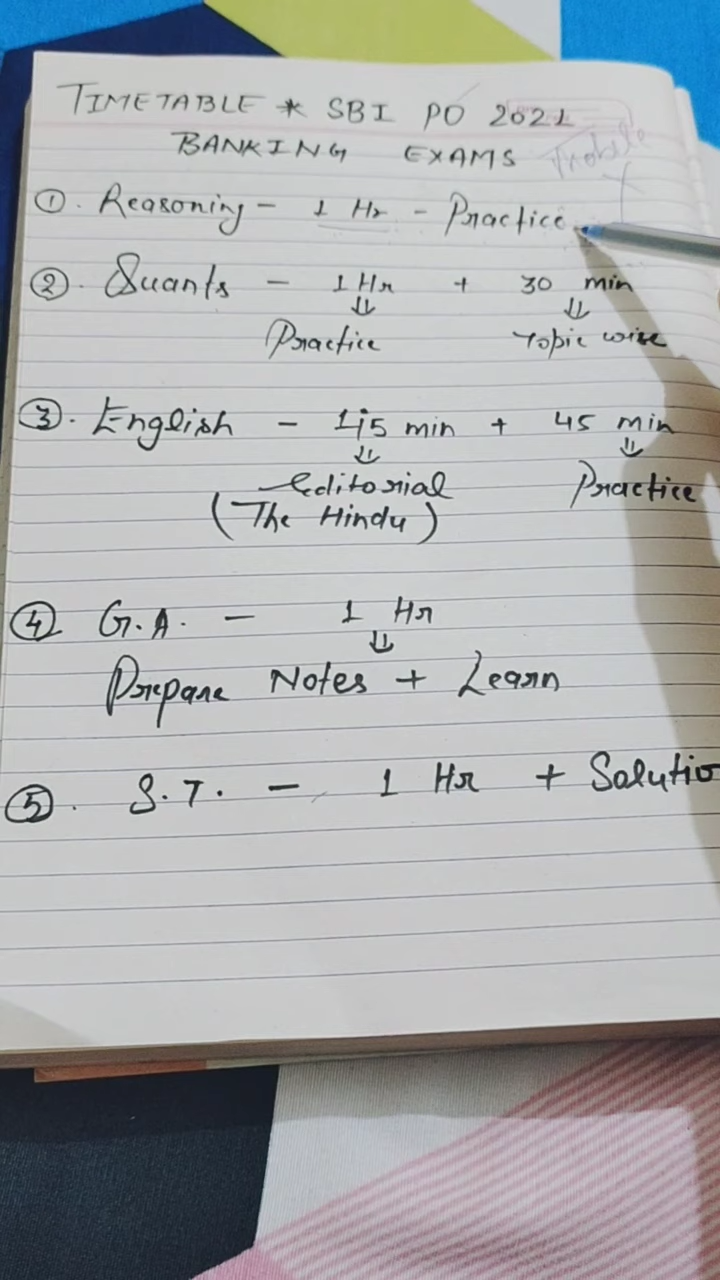 TIMETABLE * SBI PO 2021
BANKING EXAMS
① . Reasoning - 1 Hr - Practice
② . Quants - 1 Hr + 30 min
⇓ ⇓
Practice Topic wise
③ . English - 15 min + 45 min
⇓ ⇓
Editorial Practice
(The Hindu)
④ G.A. - 1 Hr
⇓
Prepare Notes + Learn
⑤ . S.T. - 1 Hr + Solutio